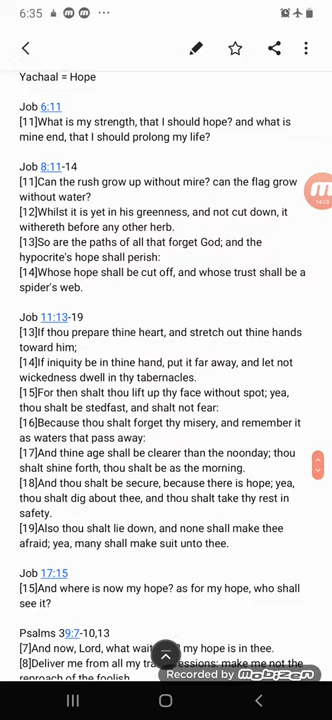 6:35
Yachaal = Hope
Job 6:11
[11]What is my strength, that I should hope? and what is
mine end, that I should prolong my life?
Job 8:11-14
[11]Can the rush grow up without mire? can the flag grow
without water?
[12]Whilst it is yet in his greenness, and not cut down, it
withereth before any other herb.
[13]So are the paths of all that forget God; and the
hypocrite's hope shall perish:
[14]Whose hope shall be cut off, and whose trust shall be a
spider's web.
Job 11:13-19
[13]If thou prepare thine heart, and stretch out thine hands
toward him;
[14]If iniquity be in thine hand, put it far away, and let not
wickedness dwell in thy tabernacles.
[15]For then shalt thou lift up thy face without spot; yea,
thou shalt be stedfast, and shalt not fear:
[16]Because thou shalt forget thy misery, and remember it
as waters that pass away:
[17]And thine age shall be clearer than the noonday; thou
shalt shine forth, thou shalt be as the morning.
[18]And thou shalt be secure, because there is hope; yea,
thou shalt dig about thee, and thou shalt take thy rest in
safety.
[19]Also thou shalt lie down, and none shall make thee
afraid; yea, many shall make suit unto thee.
Job 17:15
[15]And where is now my hope? as for my hope, who shall
see it?
Psalms 39:7-10,13
[7]And now, Lord, what wait my hope is in thee.
[8]Deliver me from all my make me not the
reproach of the foolish.
Recorded by mobizen